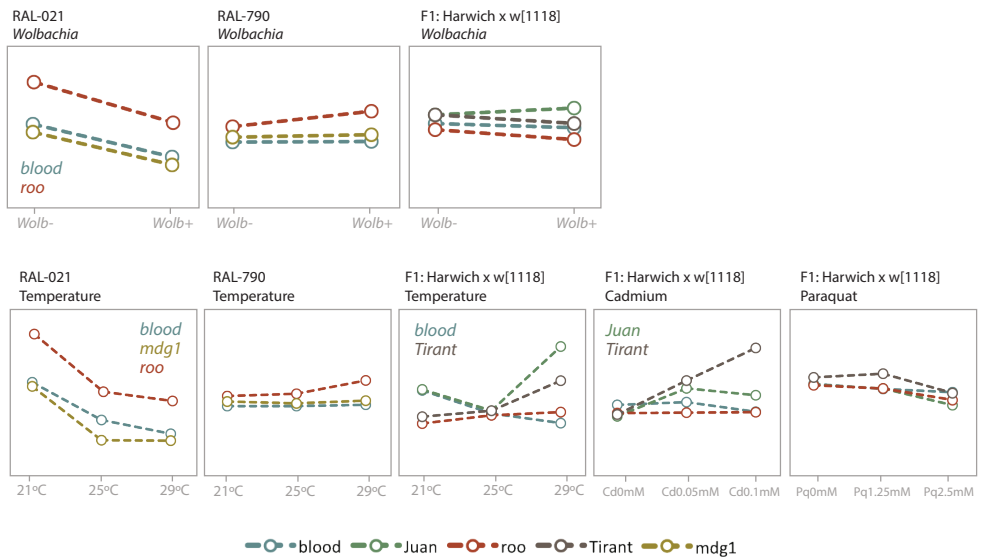 RAL-021
Wolbachia
RAL-790
Wolbachia
F1: Harwich x w[1118]
Wolbachia
blood
roo
Wolb-
Wolb+
Wolb-
Wolb+
Wolb-
Wolb+
RAL-021
Temperature
RAL-790
Temperature
F1: Harwich x w[1118]
Temperature
F1: Harwich x w[1118]
Cadmium
F1: Harwich x w[1118]
Paraquat
blood
mdg1
roo
blood
Tirant
Juan
Tirant
21ºC 25ºC 29ºC
21ºC 25ºC 29ºC
21ºC 25ºC 29ºC
Cd0mM Cd0.05mM Cd0.1mM
Pq0mM Pq1.25mM Pq2.5mM
blood Juan roo Tirant mdg1